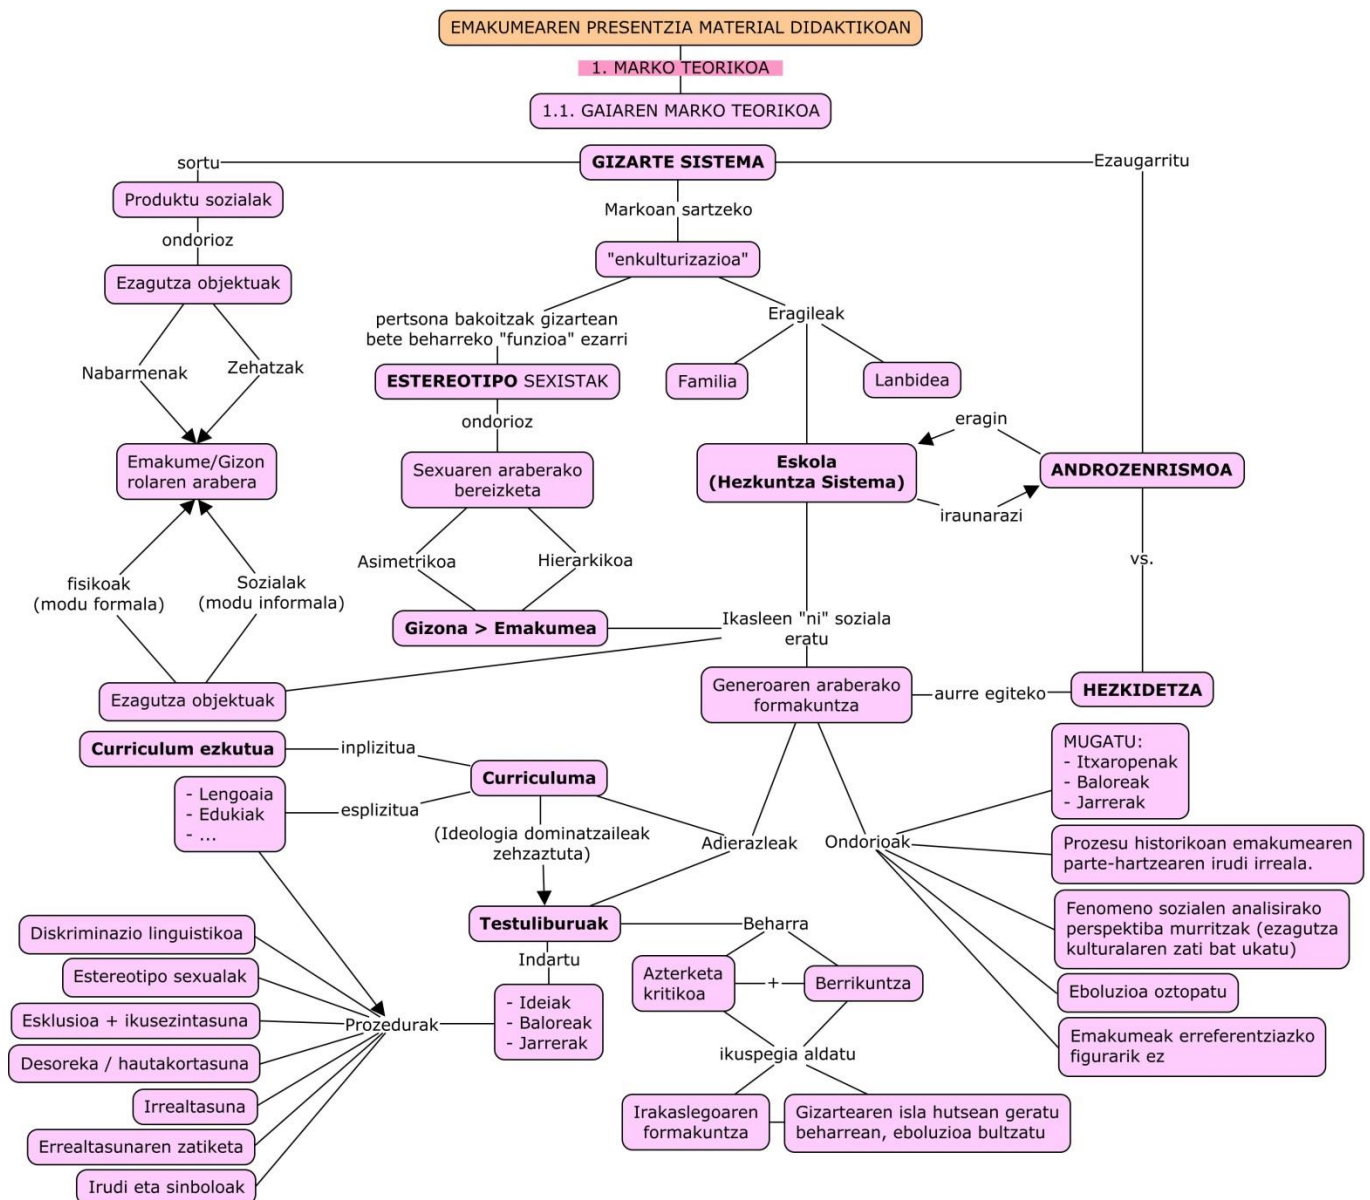 EMAKUMEAREN PRESENTZIA MATERIAL DIDAKTIKOAN
1. MARKO TEORIKOA
1.1. GAIAREN MARKO TEORIKOA
sortu
GIZARTE SISTEMA
Ezaugarritu
Produktu sozialak
Markoan sartzeko
ondorioz
"enkulturizazioa"
Ezagutza objektuak
pertsona bakoitzak gizartean
bete beharreko "funzioa" ezarri
Eragileak
Nabarmenak
Zehatzak
ESTEREOTIPO SEXISTAK
Familia
Lanbidea
ondorioz
eragin
Emakume/Gizon
rolaren arabera
Sexuaren araberako
bereizketa
Eskola
(Hezkuntza Sistema)
ANDROZENRISMOA
iraunarazi
Asimetrikoa
Hierarkikoa
vs.
fisikoak
(modu formala)
Sozialak
(modu informala)
Gizona > Emakumea
Ikasleen "ni" soziala
eratu
Ezagutza objektuak
Generoaren araberako
formakuntza
aurre egiteko
HEZKIDETZA
Curriculum ezkutua
inplizitua
Curriculuma
MUGATU:
- Itxaropenak
- Baloreak
- Jarrerak
- Lengoaia
- Edukiak
- ...
esplizitua
(Ideologia dominatzaileak
zehzaztuta)
Adierazleak
Ondorioak
Prozesu historikoan emakumearen
parte-hartzearen irudi irreala.
Testuliburuak
Beharra
Fenomeno sozialen analisirako
perspektiba murritzak (ezagutza
kulturalaren zati bat ukatu)
Diskriminazio linguistikoa
Indartu
Estereotipo sexualak
Azterketa
kritikoa
+
Berrikuntza
Eboluzioa oztopatu
Esklusioa + ikusezintasuna
Prozedurak
- Ideiak
- Baloreak
- Jarrerak
Emakumeak erreferentziazko
figurarik ez
Desoreka / hautakortasuna
ikuspegia aldatu
Irrealtasuna
Irakaslegoaren
formakuntza
Gizartearen isla hutsean geratu
beharrean, eboluzioa bultzatu
Errealtasunaren zatiketa
Irudi eta sinboloak